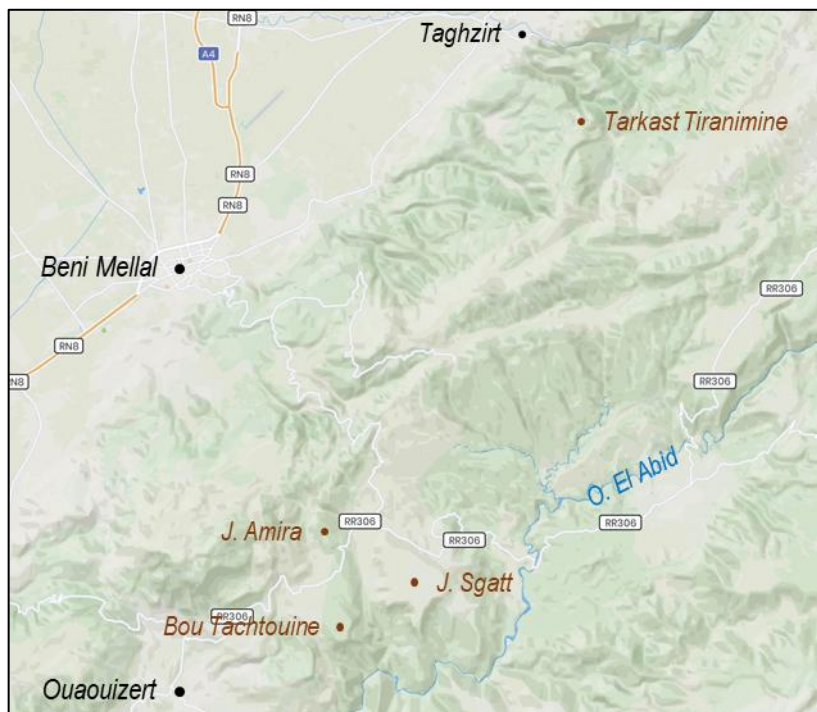 RN8
Taghzirt
A4
Tarkast Tiranimine
RN8
RN8
Beni Mellal
RR306
RN8
RN8
RR306
O. El Abid
J. Amira
RR306
RR306
RR306
J. Sgatt
RR306
Bou Tachtouine
Ouaouizert